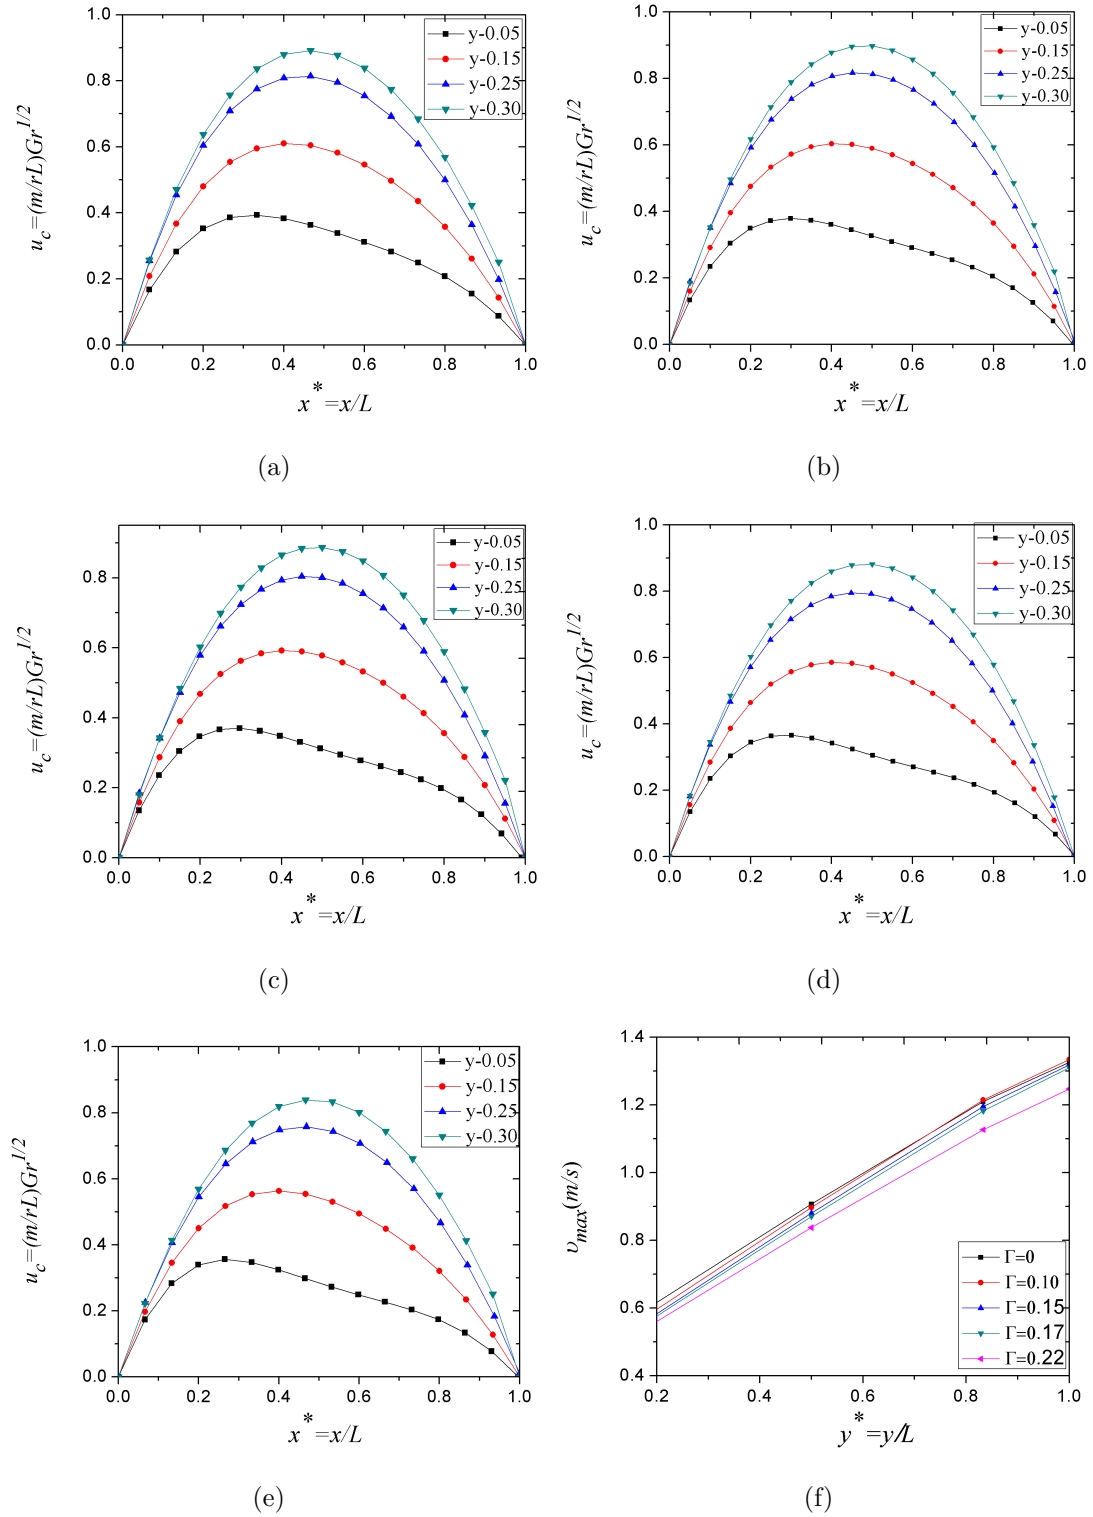 1.0
0.8
0.6
0.4
0.2
0.0
u_c=(m/rL)Gr^{1/2}
y-0.05
y-0.15
y-0.25
y-0.30
0.0 0.2 0.4 0.6 0.8 1.0
x*=x/L
(a)
1.0
0.8
0.6
0.4
0.2
0.0
u_c=(m/rL)Gr^{1/2}
y-0.05
y-0.15
y-0.25
y-0.30
0.0 0.2 0.4 0.6 0.8 1.0
x*=x/L
(b)
0.8
0.6
0.4
0.2
0.0
u_c=(m/rL)Gr^{1/2}
y-0.05
y-0.15
y-0.25
y-0.30
0.0 0.2 0.4 0.6 0.8 1.0
x*=x/L
(c)
1.0
0.8
0.6
0.4
0.2
0.0
u_c=(m/rL)Gr^{1/2}
y-0.05
y-0.15
y-0.25
y-0.30
0.0 0.2 0.4 0.6 0.8 1.0
x*=x/L
(d)
1.0
0.8
0.6
0.4
0.2
0.0
u_c=(m/rL)Gr^{1/2}
y-0.05
y-0.15
y-0.25
y-0.30
0.0 0.2 0.4 0.6 0.8 1.0
x*=x/L
(e)
1.4
1.2
1.0
0.8
0.6
0.4
υ_max(m/s)
Γ=0
Γ=0.10
Γ=0.15
Γ=0.17
Γ=0.22
0.2 0.4 0.6 0.8 1.0
y*=y/L
(f)